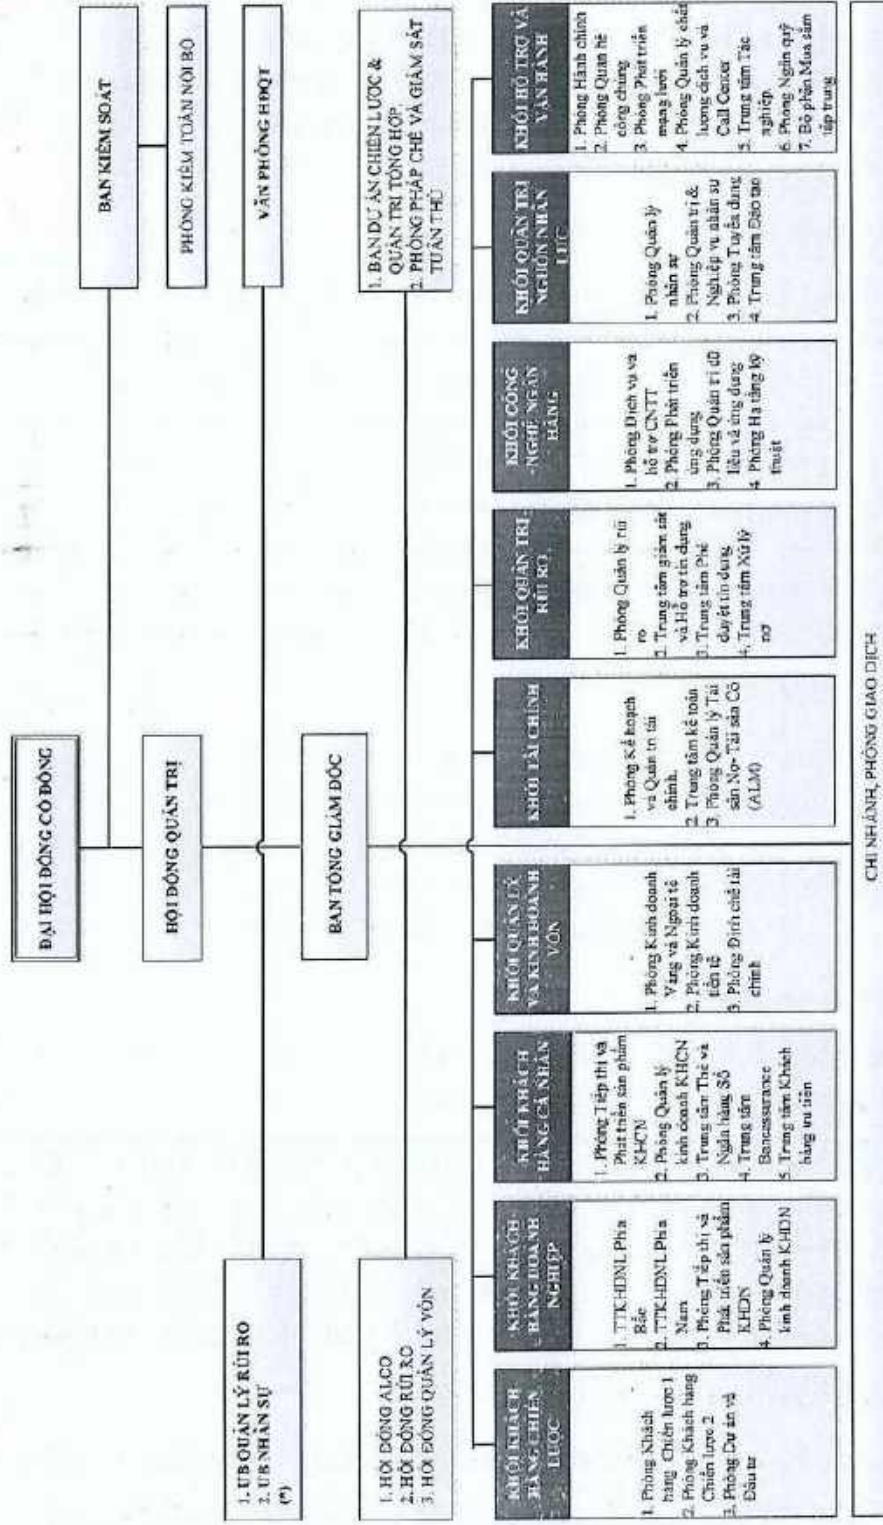 ĐẠI HỘI ĐỒNG CỔ ĐÔNG
BAN KIỂM SOÁT
PHÒNG KIỂM TOÁN NỘI BỘ
HỘI ĐỒNG QUẢN TRỊ
1. UB QUẢN LÝ RỦI RO
2. UB NHÂN SỰ
(*)
VĂN PHÒNG HĐQT
BAN TỔNG GIÁM ĐỐC
1. HỘI ĐỒNG ALCO
2. HỘI ĐỒNG RỦI RO
3. HỘI ĐỒNG QUẢN LÝ VỐN
1. BAN DỰ ÁN CHIẾN LƯỢC &
QUẢN TRỊ TỔNG HỢP
2. PHÒNG PHÁP CHẾ VÀ GIÁM SÁT
TUÂN THỦ
KHỐI KHÁCH
HÀNG CHIẾN
LƯỢC
1. Phòng Khách
hàng Chiến lược 1
2. Phòng Khách hàng
Chiến lược 2
3. Phòng Dự án và
Đầu tư
KHỐI KHÁCH
HÀNG DOANH
NGHIỆP
1. TTKHDNL Phía
Bắc
2. TTKHDNL Phía
Nam
3. Phòng Tiếp thị và
Phát triển sản phẩm
KHDN
4. Phòng Quản lý
kinh doanh KHDN
KHỐI KHÁCH
HÀNG CÁ NHÂN
1. Phòng Tiếp thị và
Phát triển sản phẩm
KHCN
2. Phòng Quản lý
kinh doanh KHCN
3. Trung tâm Thẻ và
Ngân hàng Số
4. Trung tâm
Bancassurance
5. Trung tâm Khách
hàng ưu tiên
KHỐI QUẢN LÝ
VÀ KINH DOANH
VỐN
1. Phòng Kinh doanh
Vàng và Ngoại tệ
2. Phòng Kinh doanh
tiền tệ
3. Phòng Định chế tài
chính
KHỐI TÀI CHÍNH
1. Phòng Kế hoạch
và Quản trị tài
chính.
2. Trung tâm kế toán
3. Phòng Quản lý Tài
sản Nợ- Tài sản Có
(ALM)
KHỐI QUẢN TRỊ
RỦI RO
1. Phòng Quản lý rủi
ro
2. Trung tâm giám sát
và Hỗ trợ tín dụng
3. Trung tâm Phê
duyệt tín dụng
4. Trung tâm Xử lý
nợ
KHỐI CÔNG
NGHỆ NGÂN
HÀNG
1. Phòng Dịch vụ và
hỗ trợ CNTT
2. Phòng Phát triển
ứng dụng
3. Phòng Quản trị dữ
liệu và ứng dụng
4. Phòng Hạ tầng kỹ
thuật
KHỐI QUẢN TRỊ
NGUỒN NHÂN
LỰC
1. Phòng Quản lý
nhân sự
2. Phòng Quản trị &
Nghiệp vụ nhân sự
3. Phòng Tuyển dụng
4. Trung tâm Đào tạo
KHỐI HỖ TRỢ VÀ
VẬN HÀNH
1. Phòng Hành chính
2. Phòng Quan hệ
công chúng
3. Phòng Phát triển
mạng lưới
4. Phòng Quản lý chất
lượng dịch vụ và
Call Center
5. Trung tâm Tác
nghiệp
6. Phòng Ngân quỹ
7. Bộ phận Mua sắm
tập trung
CHI NHÁNH, PHÒNG GIAO DỊCH